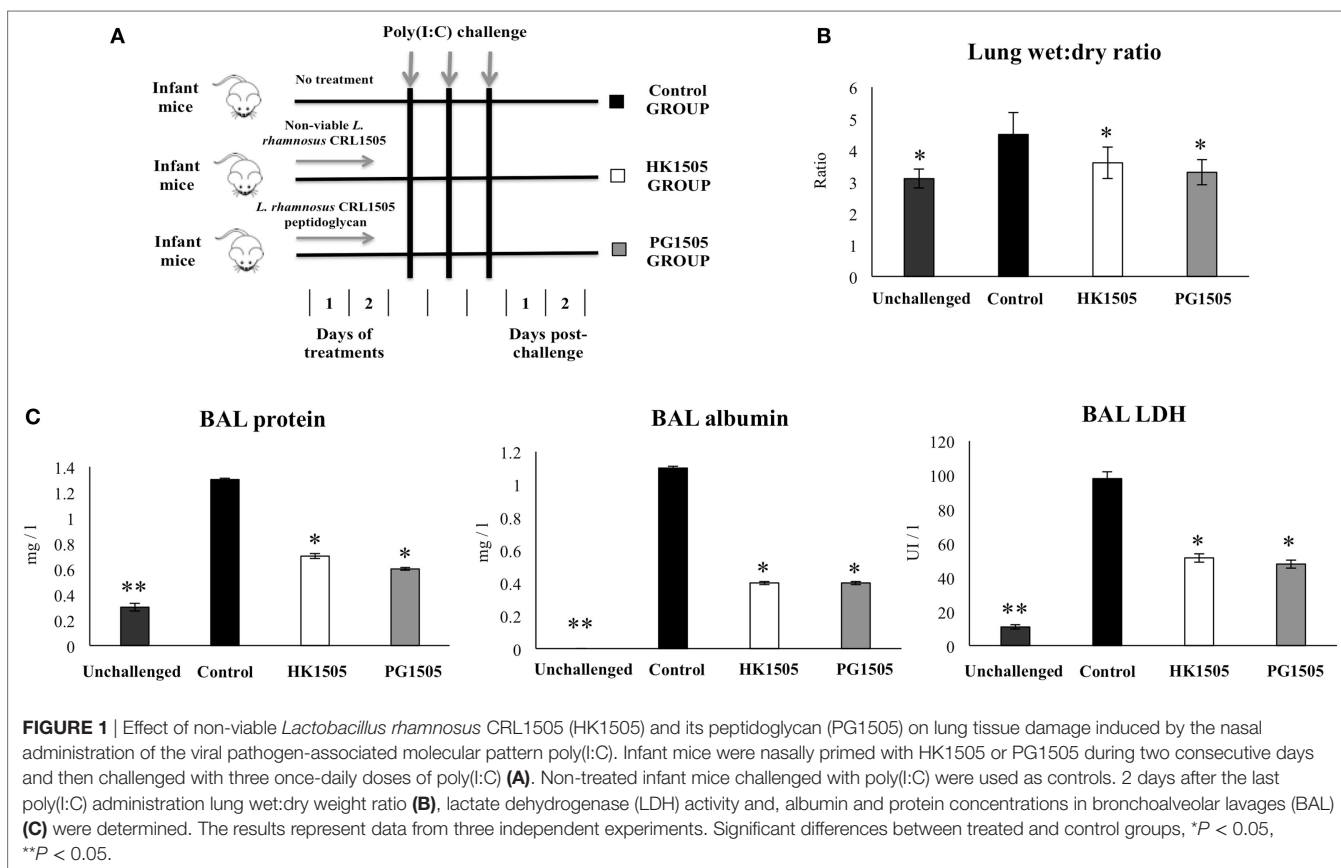 A
Poly(I:C) challenge
Infant
mice
No treatment
Control
GROUP
Non-viable L.
rhamnosus CRL1505
Infant
mice
HK1505
GROUP
L. rhamnosus CRL1505
peptidoglycan
Infant
mice
PG1505
GROUP
1 2 1 2
Days of
treatments
Days post-
challenge
B
Lung wet:dry ratio
Ratio
6
5
4
3
2
1
0
* * *
Unchallenged Control HK1505 PG1505
C
BAL protein
mg / l
1.4
1.2
1
0.8
0.6
0.4
0.2
0
** * *
Unchallenged Control HK1505 PG1505
BAL albumin
mg / l
1.2
1
0.8
0.6
0.4
0.2
0
** * *
Unchallenged Control HK1505 PG1505
BAL LDH
UI / l
120
100
80
60
40
20
0
** * *
Unchallenged Control HK1505 PG1505
FIGURE 1 | Effect of non-viable Lactobacillus rhamnosus CRL1505 (HK1505) and its peptidoglycan (PG1505) on lung tissue damage induced by the nasal
administration of the viral pathogen-associated molecular pattern poly(I:C). Infant mice were nasally primed with HK1505 or PG1505 during two consecutive days
and then challenged with three once-daily doses of poly(I:C) (A). Non-treated infant mice challenged with poly(I:C) were used as controls. 2 days after the last
poly(I:C) administration lung wet:dry weight ratio (B), lactate dehydrogenase (LDH) activity and, albumin and protein concentrations in bronchoalveolar lavages (BAL)
(C) were determined. The results represent data from three independent experiments. Significant differences between treated and control groups, *P < 0.05,
**P < 0.05.